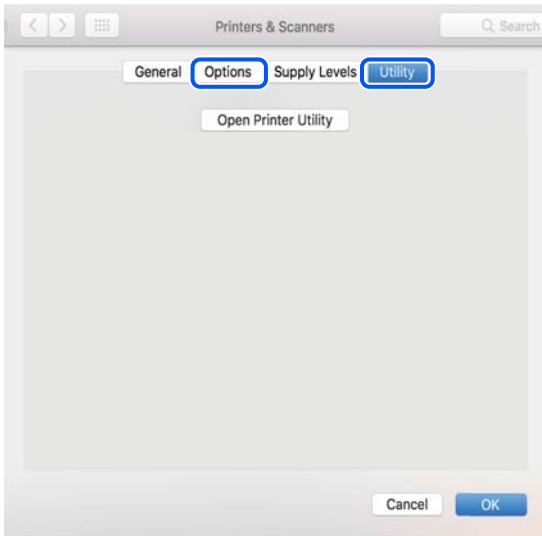 Printers & Scanners
Search
General Options Supply Levels Utility
Open Printer Utility
Cancel OK